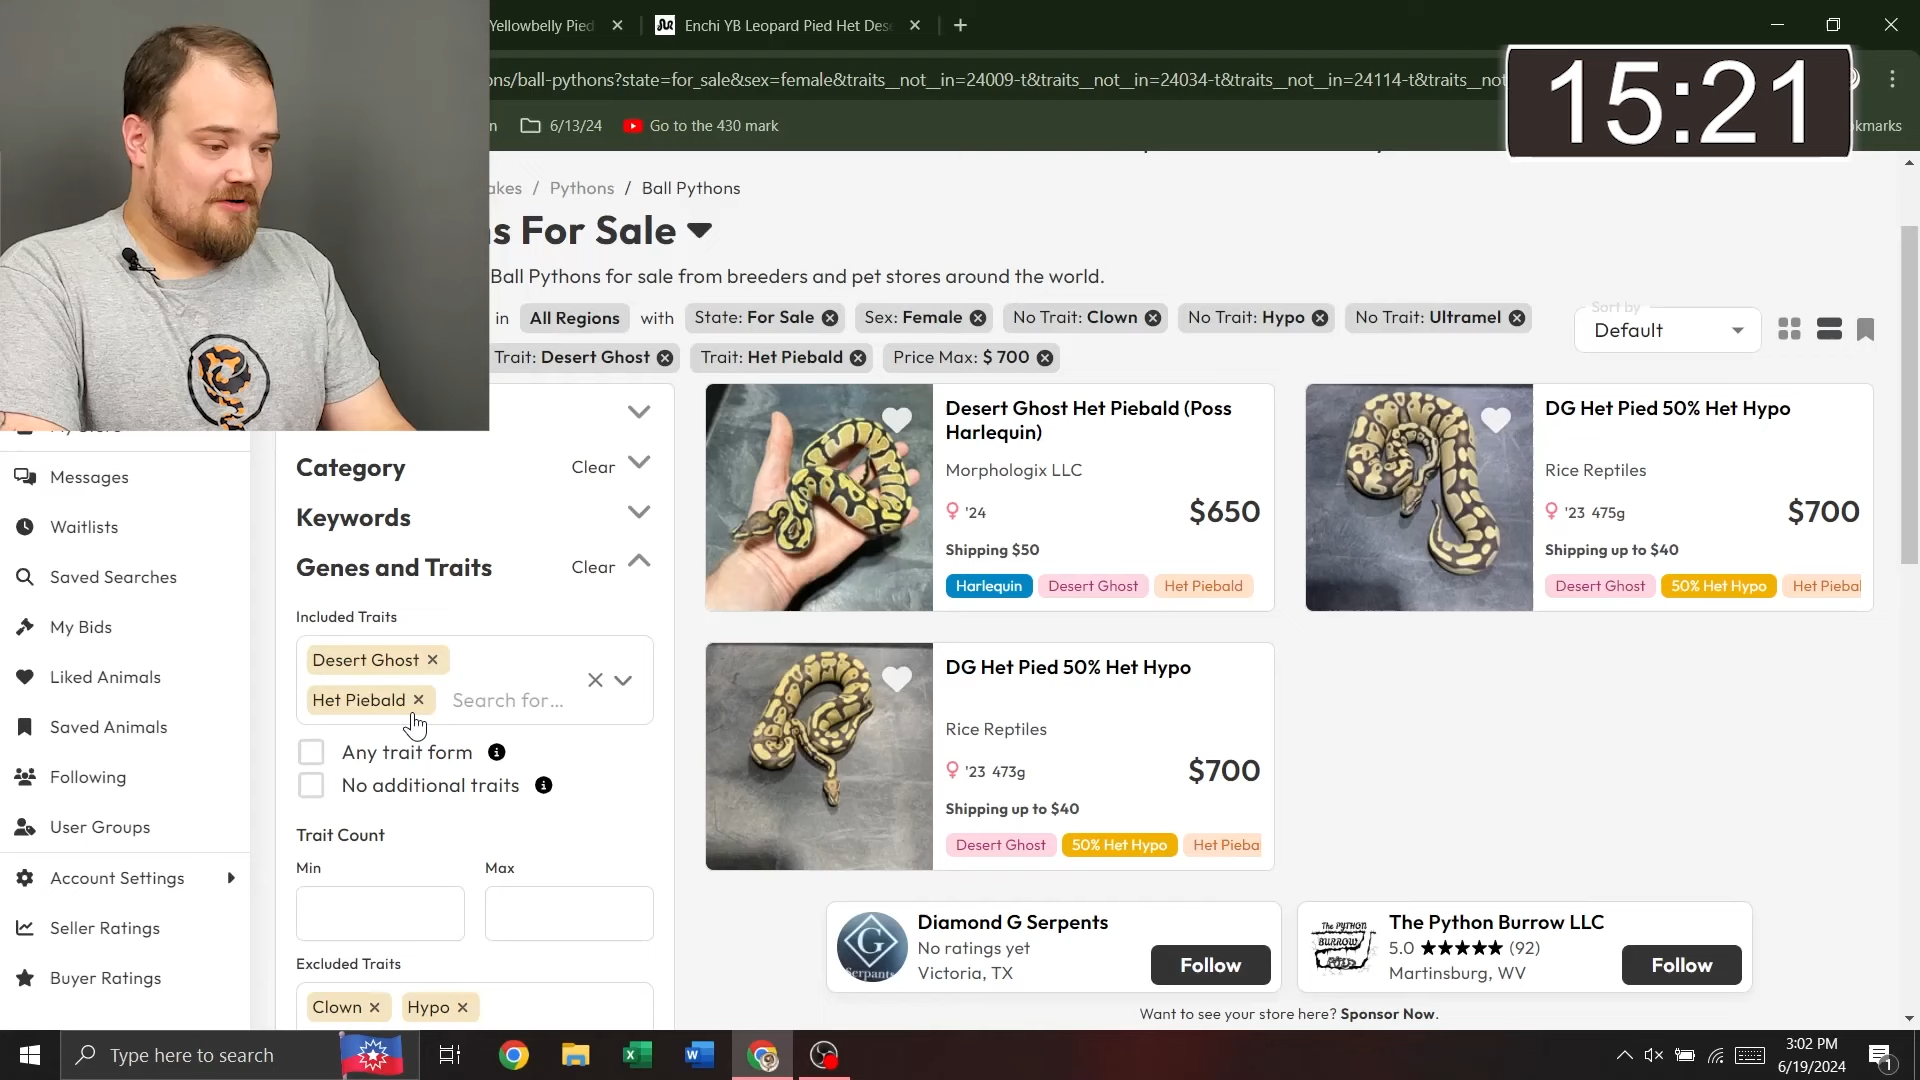 Yellowbelly Pied
Enchi YB Leopard Pied Het Dese
15:21
ons/ball-pythons?state=for_sale&sex=female&traits__not__in=24009-t&traits__not__in=24034-t&traits__not__in=24114-t&traits__not
6/13/24
Go to the 430 mark
kmarks
akes / Pythons / Ball Pythons
s For Sale
Ball Pythons for sale from breeders and pet stores around the world.
in All Regions with State: For Sale Sex: Female No Trait: Clown No Trait: Hypo No Trait: Ultramel
Trait: Desert Ghost Trait: Het Piebald Price Max: $ 700
Sort by
Default
Messages
Waitlists
Saved Searches
My Bids
Liked Animals
Saved Animals
Following
User Groups
Account Settings
Seller Ratings
Buyer Ratings
Category Clear
Keywords
Genes and Traits Clear
Included Traits
Desert Ghost
Het Piebald
Search for...
Any trait form
No additional traits
Trait Count
Min Max
Excluded Traits
Clown Hypo
Desert Ghost Het Piebald (Poss
Harlequin)
Morphologix LLC
♀ '24 $650
Shipping $50
Harlequin Desert Ghost Het Piebald
DG Het Pied 50% Het Hypo
Rice Reptiles
♀ '23 475g $700
Shipping up to $40
Desert Ghost 50% Het Hypo Het Piebal
DG Het Pied 50% Het Hypo
Rice Reptiles
♀ '23 473g $700
Shipping up to $40
Desert Ghost 50% Het Hypo Het Pieba
Diamond G Serpents
No ratings yet
Victoria, TX
Follow
The Python Burrow LLC
5.0 ★★★★★ (92)
Martinsburg, WV
Follow
Want to see your store here? Sponsor Now.
Type here to search
3:02 PM
6/19/2024
1